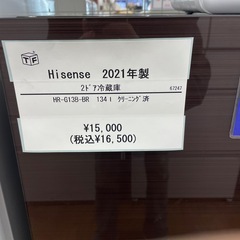 TF
Hisense 2021年製
2ﾄﾞｱ冷蔵庫
67247
HR-G13B-BR 134ℓ ｸﾘｰﾆﾝｸﾞ済
¥15,000
(税込¥16,500)